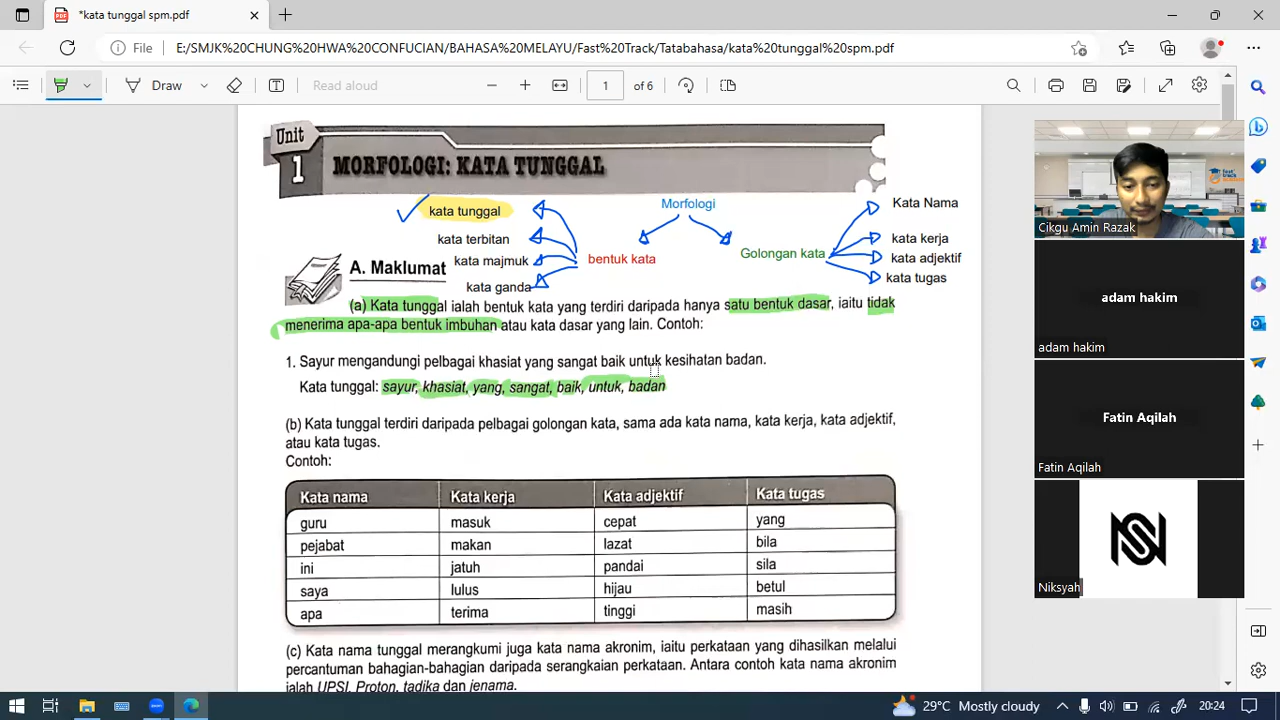 *kata tunggal spm.pdf
File
E:/SMJK%20CHUNG%20HWA%20CONFUCIAN/BAHASA%20MELAYU/Fast%20Track/Tatabahasa/kata%20tunggal%20spm.pdf
Draw
Read aloud
1 of 6
Unit
1
MORFOLOGI: KATA TUNGGAL
kata tunggal
Morfologi
Kata Nama
kata terbitan
kata kerja
kata majmuk
bentuk kata
Golongan kata
kata adjektif
kata ganda
kata tugas
A. Maklumat
(a) Kata tunggal ialah bentuk kata yang terdiri daripada hanya satu bentuk dasar, iaitu tidak
menerima apa-apa bentuk imbuhan atau kata dasar yang lain. Contoh:
1. Sayur mengandungi pelbagai khasiat yang sangat baik untuk kesihatan badan.
Kata tunggal: sayur, khasiat, yang, sangat, baik, untuk, badan
(b) Kata tunggal terdiri daripada pelbagai golongan kata, sama ada kata nama, kata kerja, kata adjektif,
atau kata tugas.
Contoh:
Kata nama Kata kerja Kata adjektif Kata tugas
guru masuk cepat yang
pejabat makan lazat bila
ini jatuh pandai sila
saya lulus hijau betul
apa terima tinggi masih
(c) Kata nama tunggal merangkumi juga kata nama akronim, iaitu perkataan yang dihasilkan melalui
percantuman bahagian-bahagian daripada serangkaian perkataan. Antara contoh kata nama akronim
ialah UPSI, Proton, tadika dan jenama.
Cikgu Amin Razak
adam hakim
adam hakim
Fatin Aqilah
Fatin Aqilah
NS
Niksyah
29°C Mostly cloudy
20:24